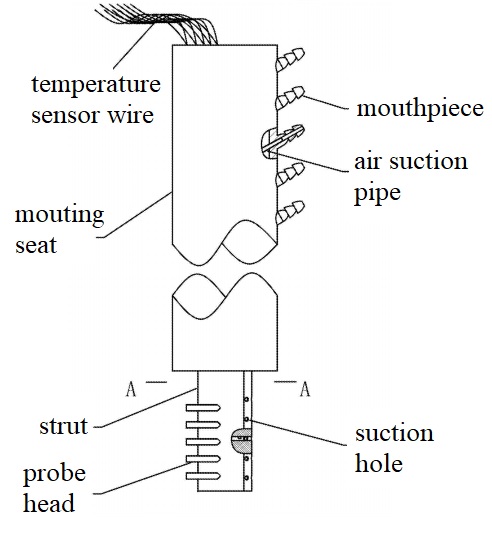 temperature
sensor wire
mouthpiece
air suction
pipe
mouting
seat
A
A
strut
suction
hole
probe
head